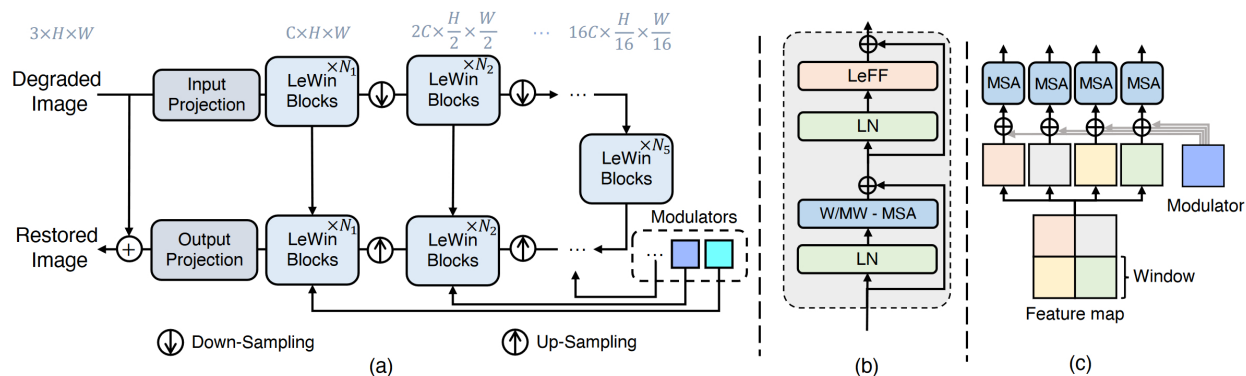 3×H×W
C×H×W
2C×H/2×W/2
⋯
16C×H/16×W/16
Degraded
Image
Input
Projection
LeWin ×N₁
Blocks
LeWin ×N₂
Blocks
...
LeWin ×N₅
Blocks
Restored
Image
Output
Projection
LeWin ×N₁
Blocks
LeWin ×N₂
Blocks
...
Modulators
...
...
Down-Sampling
Up-Sampling
(a)
LeFF
LN
W/MW - MSA
LN
(b)
MSA
MSA
MSA
MSA
Modulator
Window
Feature map
(c)